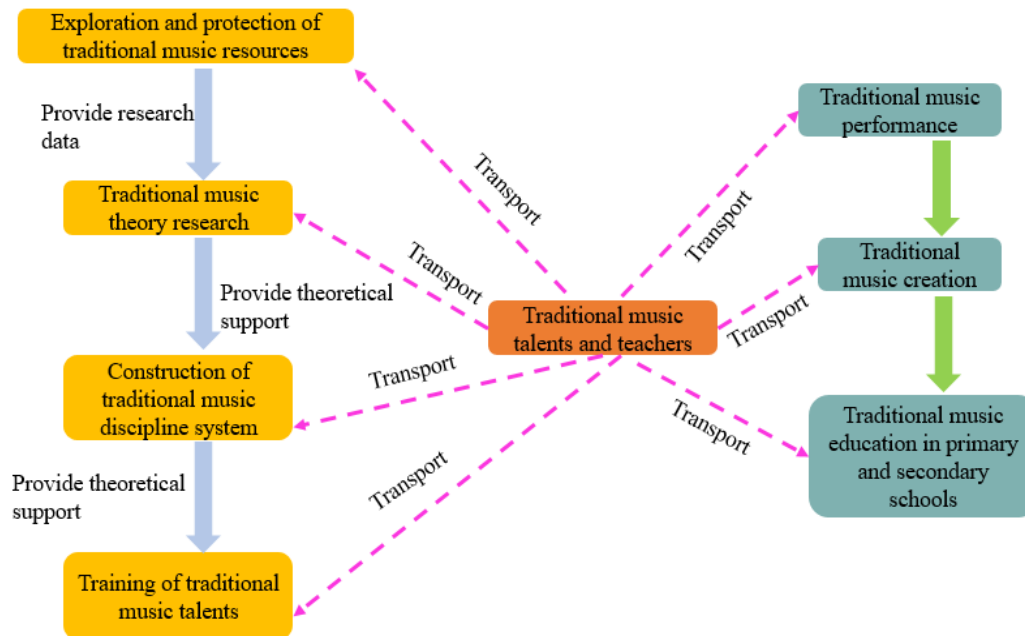 Exploration and protection of
traditional music resources
Provide research
data
Traditional music
theory research
Provide theoretical
support
Construction of
traditional music
discipline system
Provide theoretical
support
Training of traditional
music talents
Transport
Transport
Transport
Transport
Traditional music
talents and teachers
Transport
Transport
Transport
Traditional music
performance
Traditional
music creation
Traditional music
education in primary
and secondary
schools